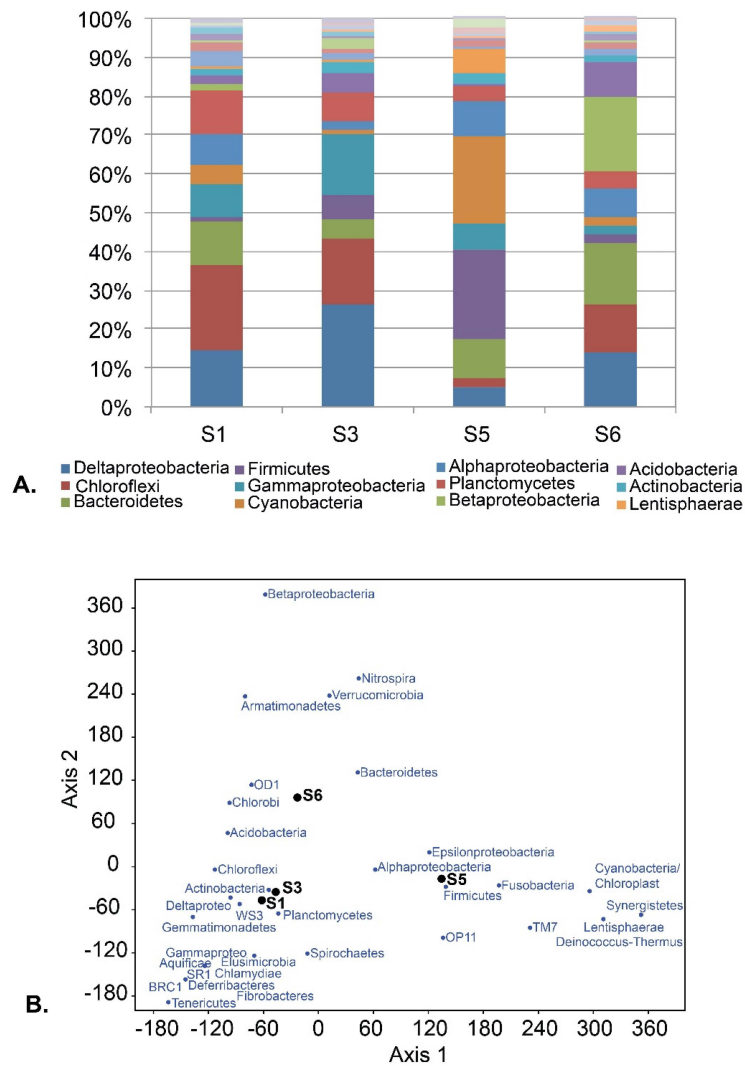 100%
90%
80%
70%
60%
50%
40%
30%
20%
10%
0%
S1 S3 S5 S6
Deltaproteobacteria Firmicutes Alphaproteobacteria Acidobacteria
Chloroflexi Gammaproteobacteria Planctomycetes Actinobacteria
Bacteroidetes Cyanobacteria Betaproteobacteria Lentisphaerae
A.
360
300
240
180
120
60
0
-60
-120
-180
Axis 2
Betaproteobacteria
Nitrospira
Verrucomicrobia
Armatimonadetes
Bacteroidetes
OD1
S6
Chlorobi
Acidobacteria
Epsilonproteobacteria
Chloroflexi
Alphaproteobacteria
Cyanobacteria/
Chloroplast
S5
Actinobacteria
S3
Firmicutes
Fusobacteria
S1
Deltaproteo
WS3
Planctomycetes
Synergistetes
Gemmatimonadetes
Lentisphaerae
TM7
OP11
Deinococcus-Thermus
Gammaproteo
Spirochaetes
Aquificae
Elusimicrobia
SR1
Chlamydiae
BRC1
Deferribacteres
Fibrobacteres
Tenericutes
-180 -120 -60 0 60 120 180 240 300 360
Axis 1
B.